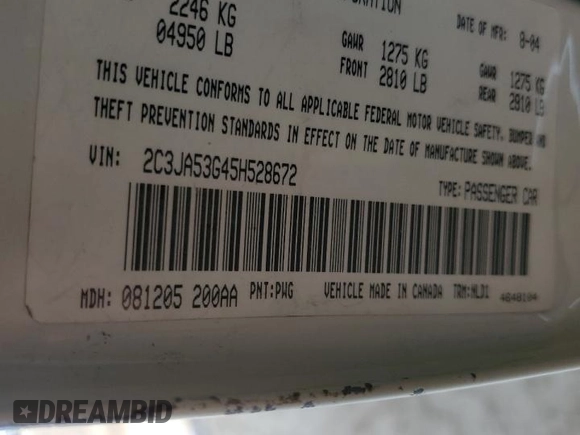 2246 KG
04950 LB
DATE OF MFR: 8-04
GAWR 1275 KG
FRONT 2810 LB
GAWR 1275 KG
REAR 2810 LB
THIS VEHICLE CONFORMS TO ALL APPLICABLE FEDERAL MOTOR VEHICLE SAFETY, BUMPER AND
THEFT PREVENTION STANDARDS IN EFFECT ON THE DATE OF MANUFACTURE SHOWN ABOVE.
VIN: 2C3JA53G45H528672
TYPE: PASSENGER CAR
MDH: 081205 200AA PNT: PWG VEHICLE MADE IN CANADA TRM: MLD1
DREAMBID